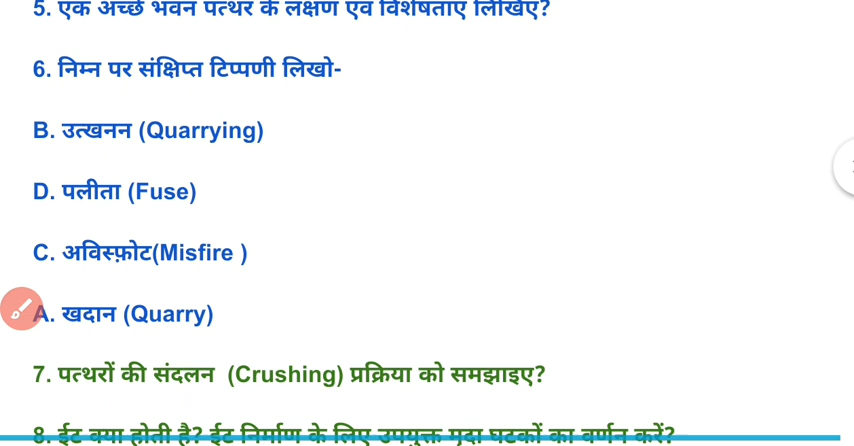 5. एक अच्छे भवन पत्थर के लक्षण एवं विशेषताएं लिखिए?
6. निम्न पर संक्षिप्त टिप्पणी लिखो-
B. उत्खनन (Quarrying)
D. पलीता (Fuse)
C. अविस्फ़ोट(Misfire )
A. खदान (Quarry)
7. पत्थरों की संदलन (Crushing) प्रक्रिया को समझाइए?
8. ईंट क्या होती है? ईंट निर्माण के लिए उपयुक्त मृदा घटकों का वर्णन करें?